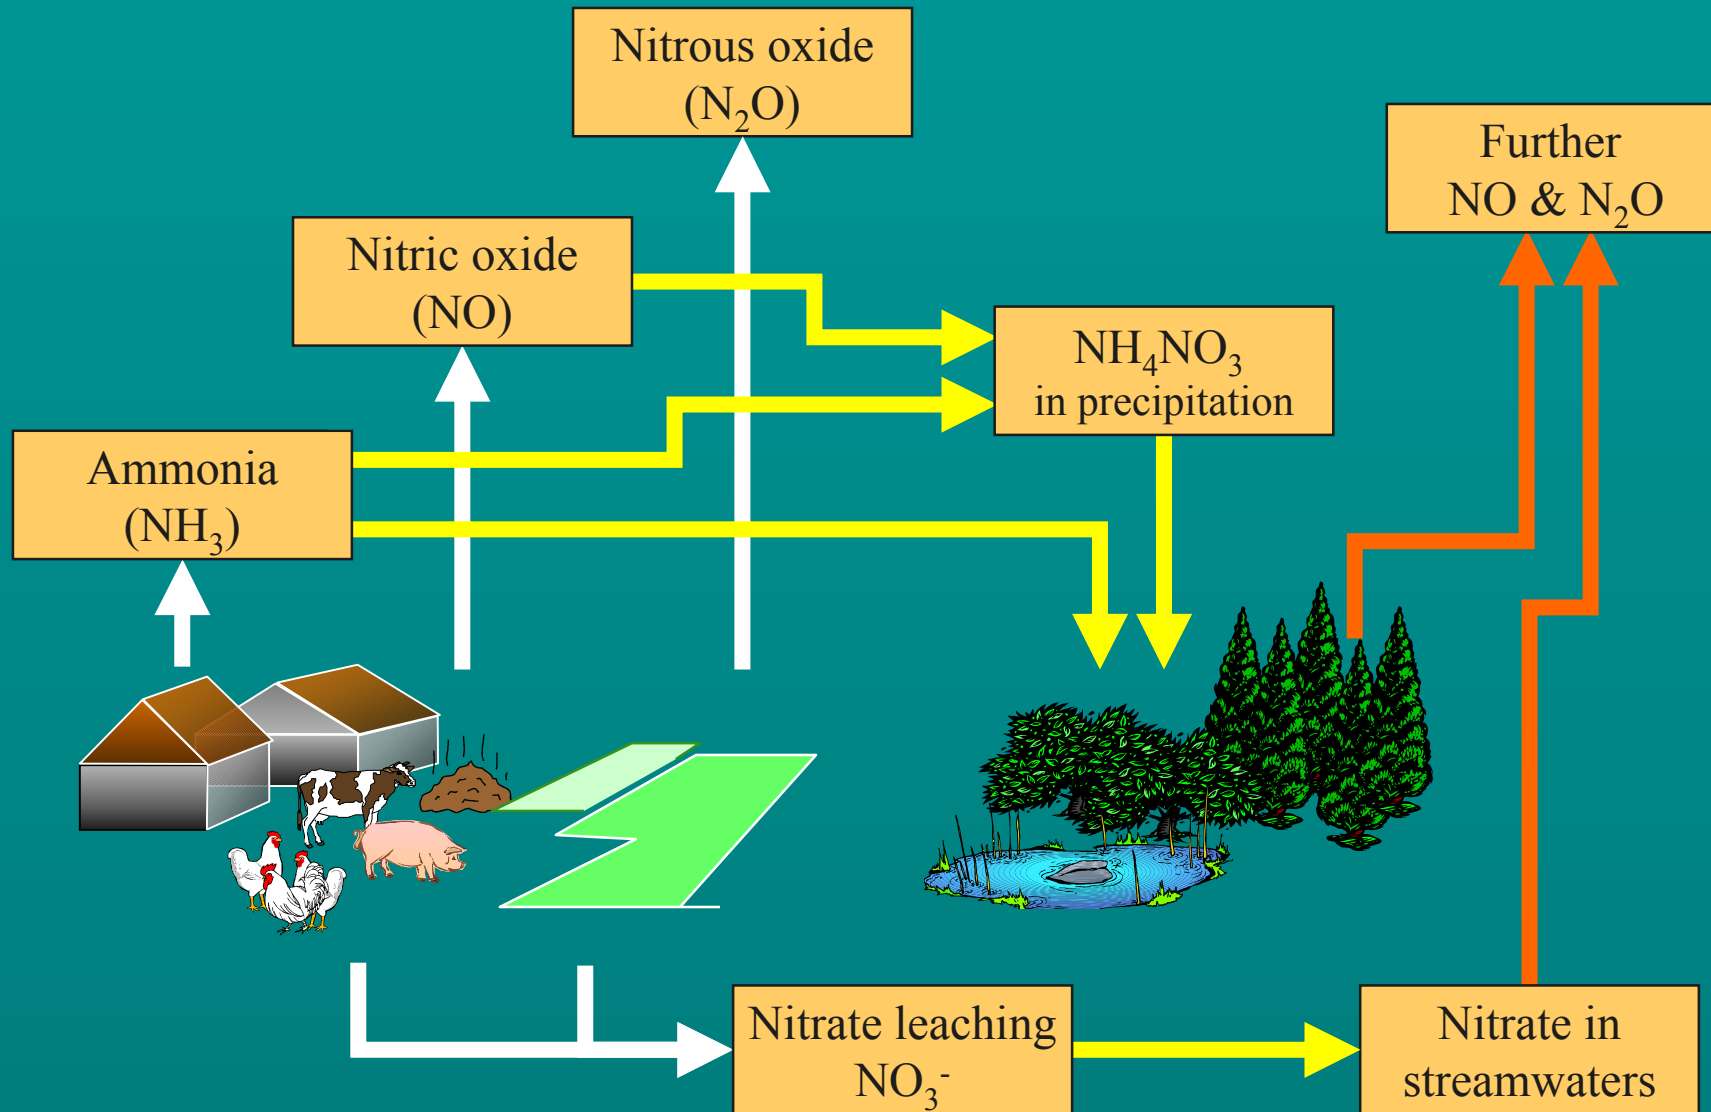 Nitrous oxide
(N₂O)
Further
NO & N₂O
Nitric oxide
(NO)
NH₄NO₃
in precipitation
Ammonia
(NH₃)
Nitrate leaching
NO₃⁻
Nitrate in
streamwaters